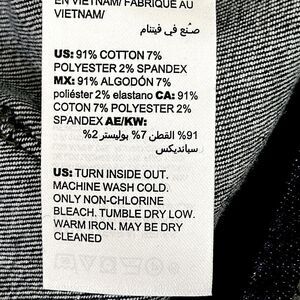 EN VIETNAM/ FABRIQUÉ AU
VIETNAM/
صنع في فيتنام
US: 91% COTTON 7%
POLYESTER 2% SPANDEX
MX: 91% ALGODÓN 7%
poliéster 2% elastano CA: 91%
COTON 7% POLYESTER 2%
SPANDEX AE/KW:
91% القطن 7% بوليستر 2%
سبانديكس
US: TURN INSIDE OUT.
MACHINE WASH COLD.
ONLY NON-CHLORINE
BLEACH. TUMBLE DRY LOW.
WARM IRON. MAY BE DRY
CLEANED